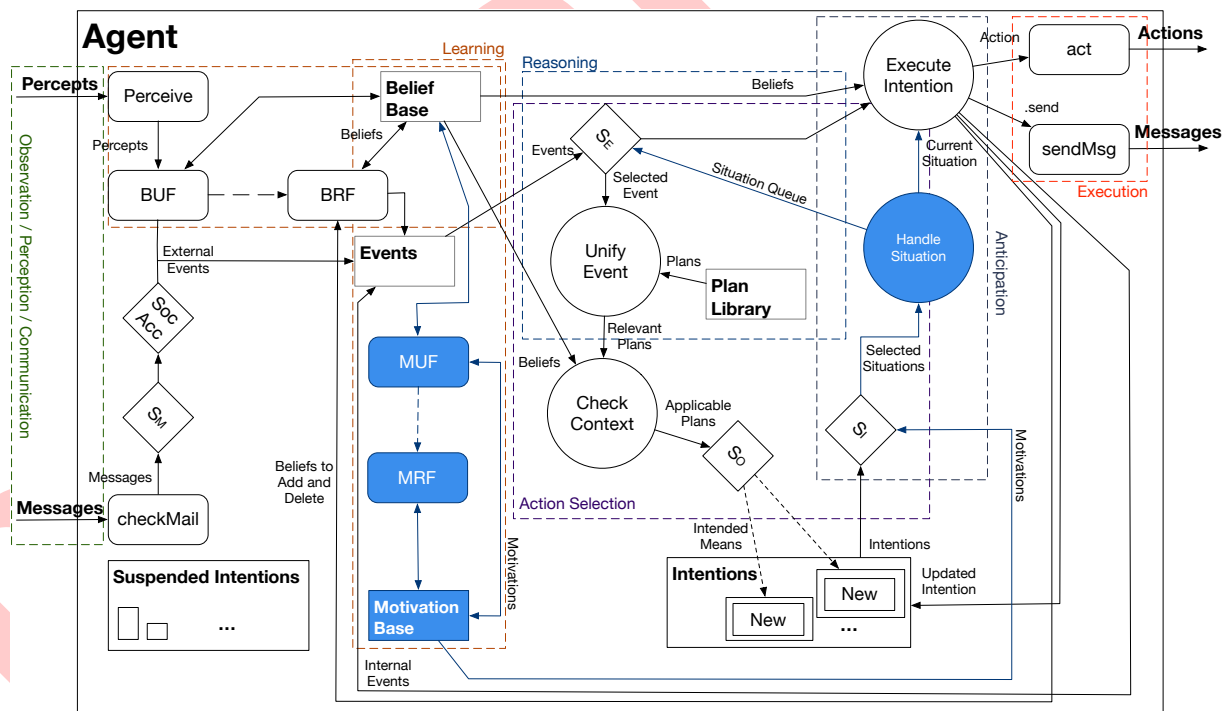 Agent
Learning
Reasoning
Action
Actions
Percepts
Perceive
Belief
Base
Beliefs
Execute
Intention
act
Percepts
Beliefs
.send
Messages
sendMsg
Events
S_E
Current
Situation
BUF
BRF
Selected
Event
Situation Queue
Execution
Observation / Perception / Communication
External
Events
Events
Unify
Event
Plans
Plan
Library
Handle
Situation
Anticipation
Soc
Acc
MUF
Relevant
Plans
Beliefs
Selected
Situations
S_M
Check
Context
Applicable
Plans
S_O
S_I
Motivations
Messages
Beliefs to
Add and
Delete
MRF
Messages
checkMail
Action Selection
Intended
Means
Intentions
Motivations
Suspended Intentions
...
Motivation
Base
Intentions
New
New
...
Updated
Intention
Internal
Events